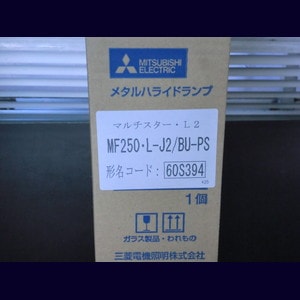 MITSUBISHI
ELECTRIC
メタルハライドランプ
マルチスター・L2
MF250・L-J2/BU-PS
形名コード：60S394
1個
ガラス製品・われもの
三菱電機照明株式会社